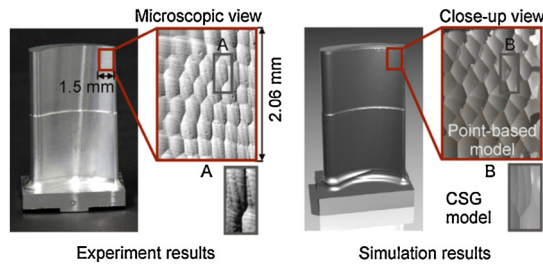 Microscopic view
A
1.5 mm
2.06 mm
A
Experiment results
Close-up view
B
Point-based
model
B
CSG
model
Simulation results